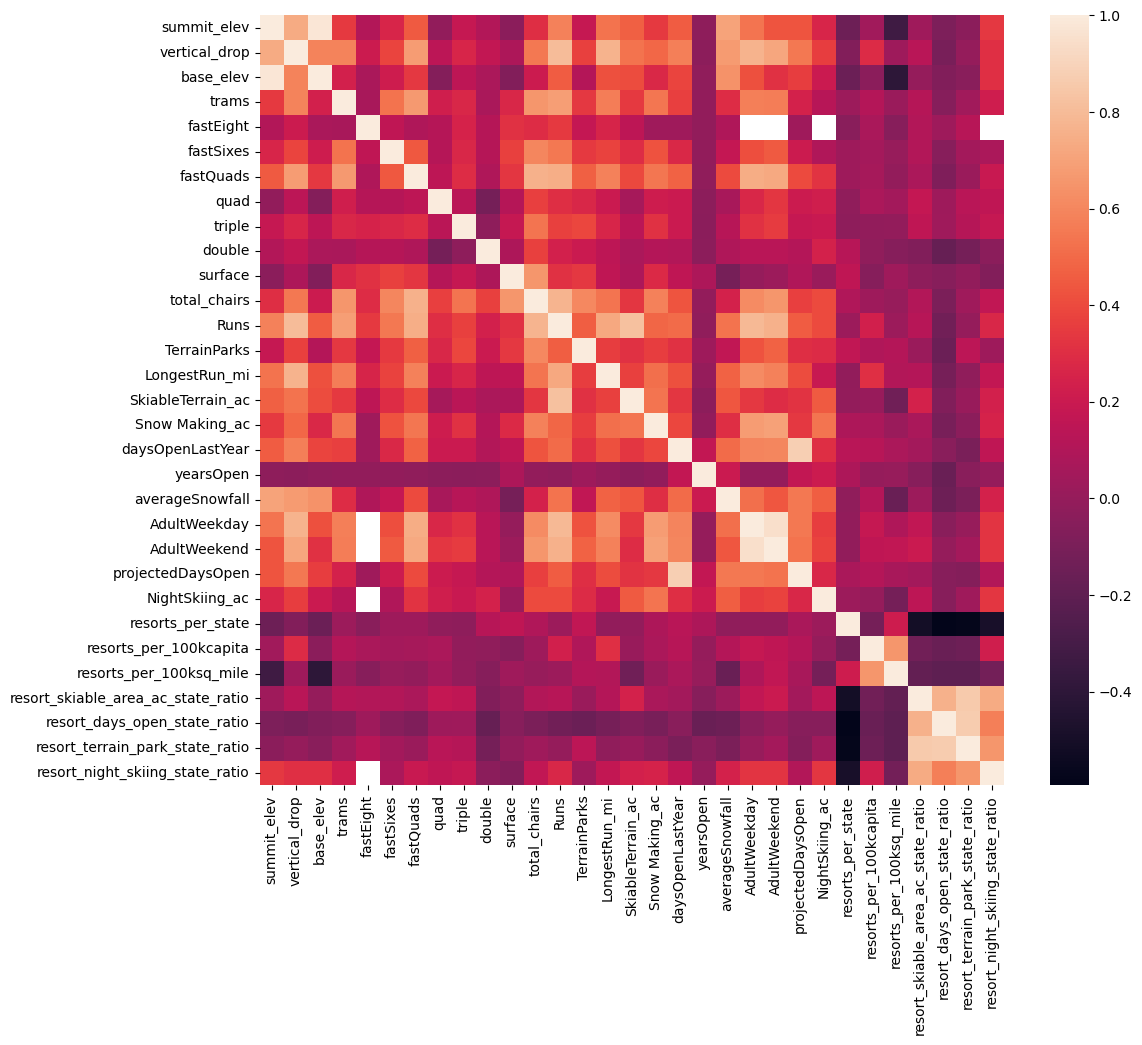 summit_elev
vertical_drop
base_elev
trams
fastEight
fastSixes
fastQuads
quad
triple
double
surface
total_chairs
Runs
TerrainParks
LongestRun_mi
SkiableTerrain_ac
Snow Making_ac
daysOpenLastYear
yearsOpen
averageSnowfall
AdultWeekday
AdultWeekend
projectedDaysOpen
NightSkiing_ac
resorts_per_state
resorts_per_100kcapita
resorts_per_100ksq_mile
resort_skiable_area_ac_state_ratio
resort_days_open_state_ratio
resort_terrain_park_state_ratio
resort_night_skiing_state_ratio
summit_elev
vertical_drop
base_elev
trams
fastEight
fastSixes
fastQuads
quad
triple
double
surface
total_chairs
Runs
TerrainParks
LongestRun_mi
SkiableTerrain_ac
Snow Making_ac
daysOpenLastYear
yearsOpen
averageSnowfall
AdultWeekday
AdultWeekend
projectedDaysOpen
NightSkiing_ac
resorts_per_state
resorts_per_100kcapita
resorts_per_100ksq_mile
resort_skiable_area_ac_state_ratio
resort_days_open_state_ratio
resort_terrain_park_state_ratio
resort_night_skiing_state_ratio
1.0
0.8
0.6
0.4
0.2
0.0
−0.2
−0.4